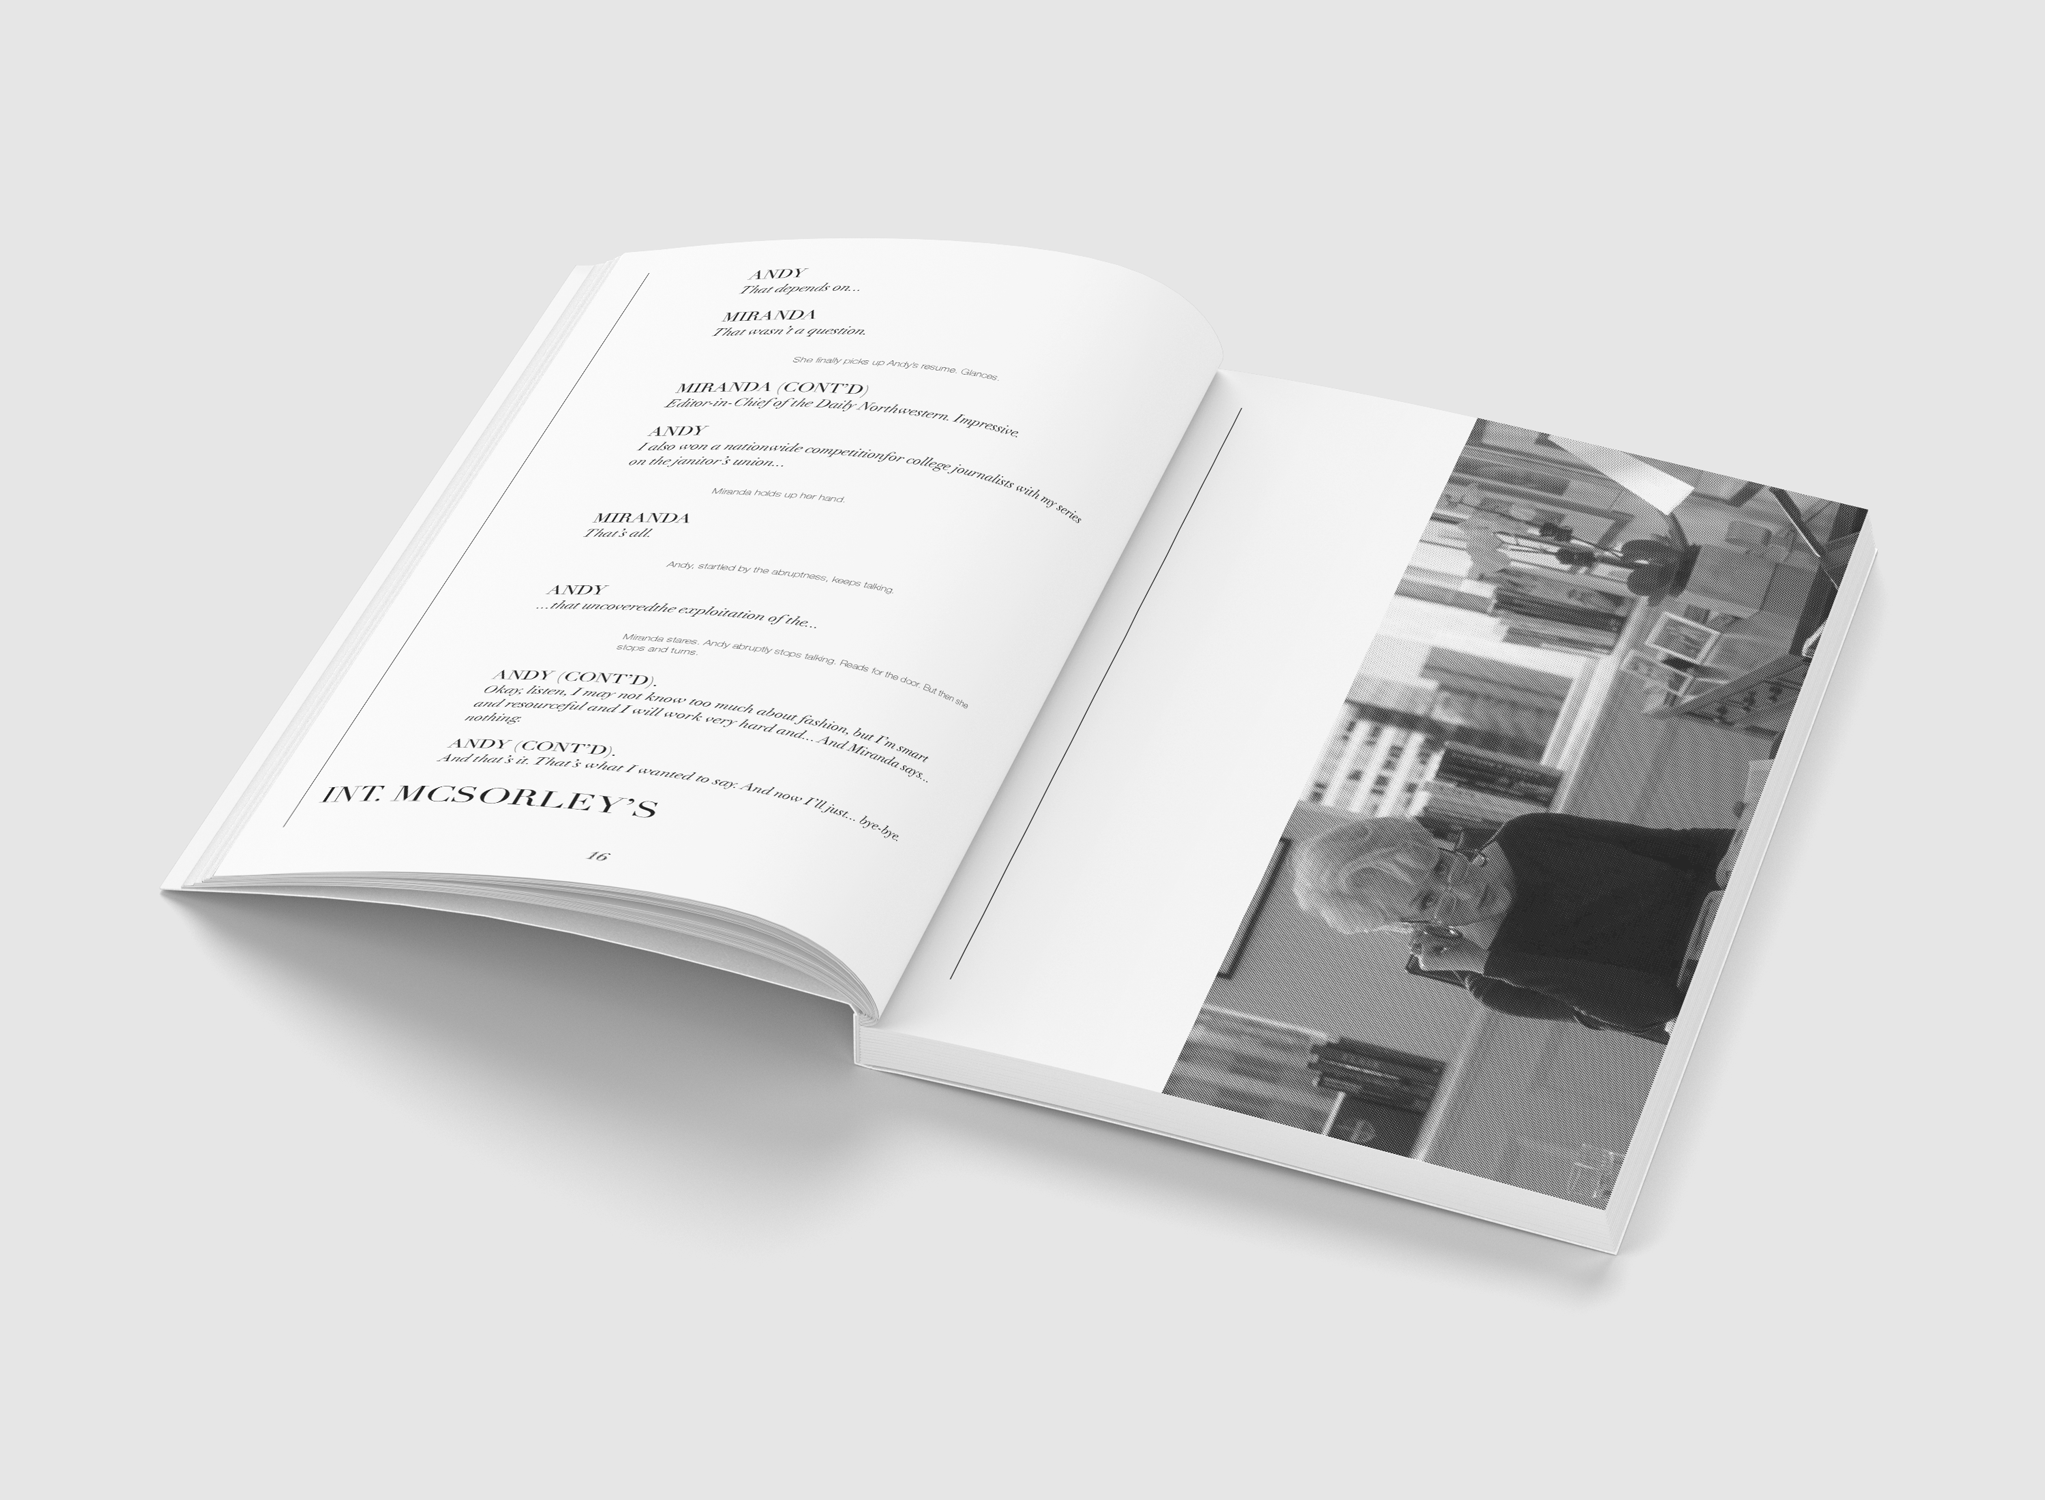 ANDY
That depends on...
MIRANDA
That wasn't a question.
She finally picks up Andy's resume. Glances.
MIRANDA (CONT'D)
Editor-in-Chief of the Daily Northwestern. Impressive.
ANDY
I also won a nationwide competitionfor college journalists with my series
on the janitor's union...
Miranda holds up her hand.
MIRANDA
That's all.
Andy, startled by the abruptness, keeps talking.
ANDY
...that uncoveredthe exploitation of the...
Miranda stares. Andy abruptly stops talking. Reads for the door. But then she
stops and turns.
ANDY (CONT'D).
Okay, listen, I may not know too much about fashion, but I'm smart
and resourceful and I will work very hard and... And Miranda says...
nothing.
ANDY (CONT'D).
And that's it. That's what I wanted to say. And now I'll just... bye-bye.
INT. MCSORLEY'S
16